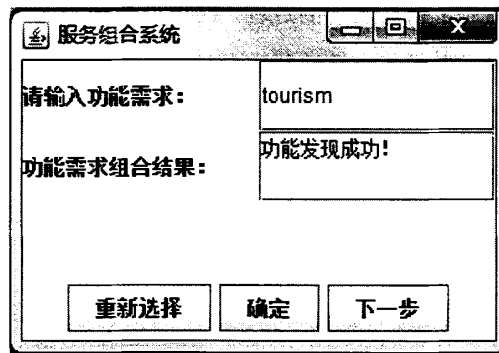 服务组合系统
请输入功能需求： tourism
功能需求组合结果： 功能发现成功！
重新选择 确定 下一步